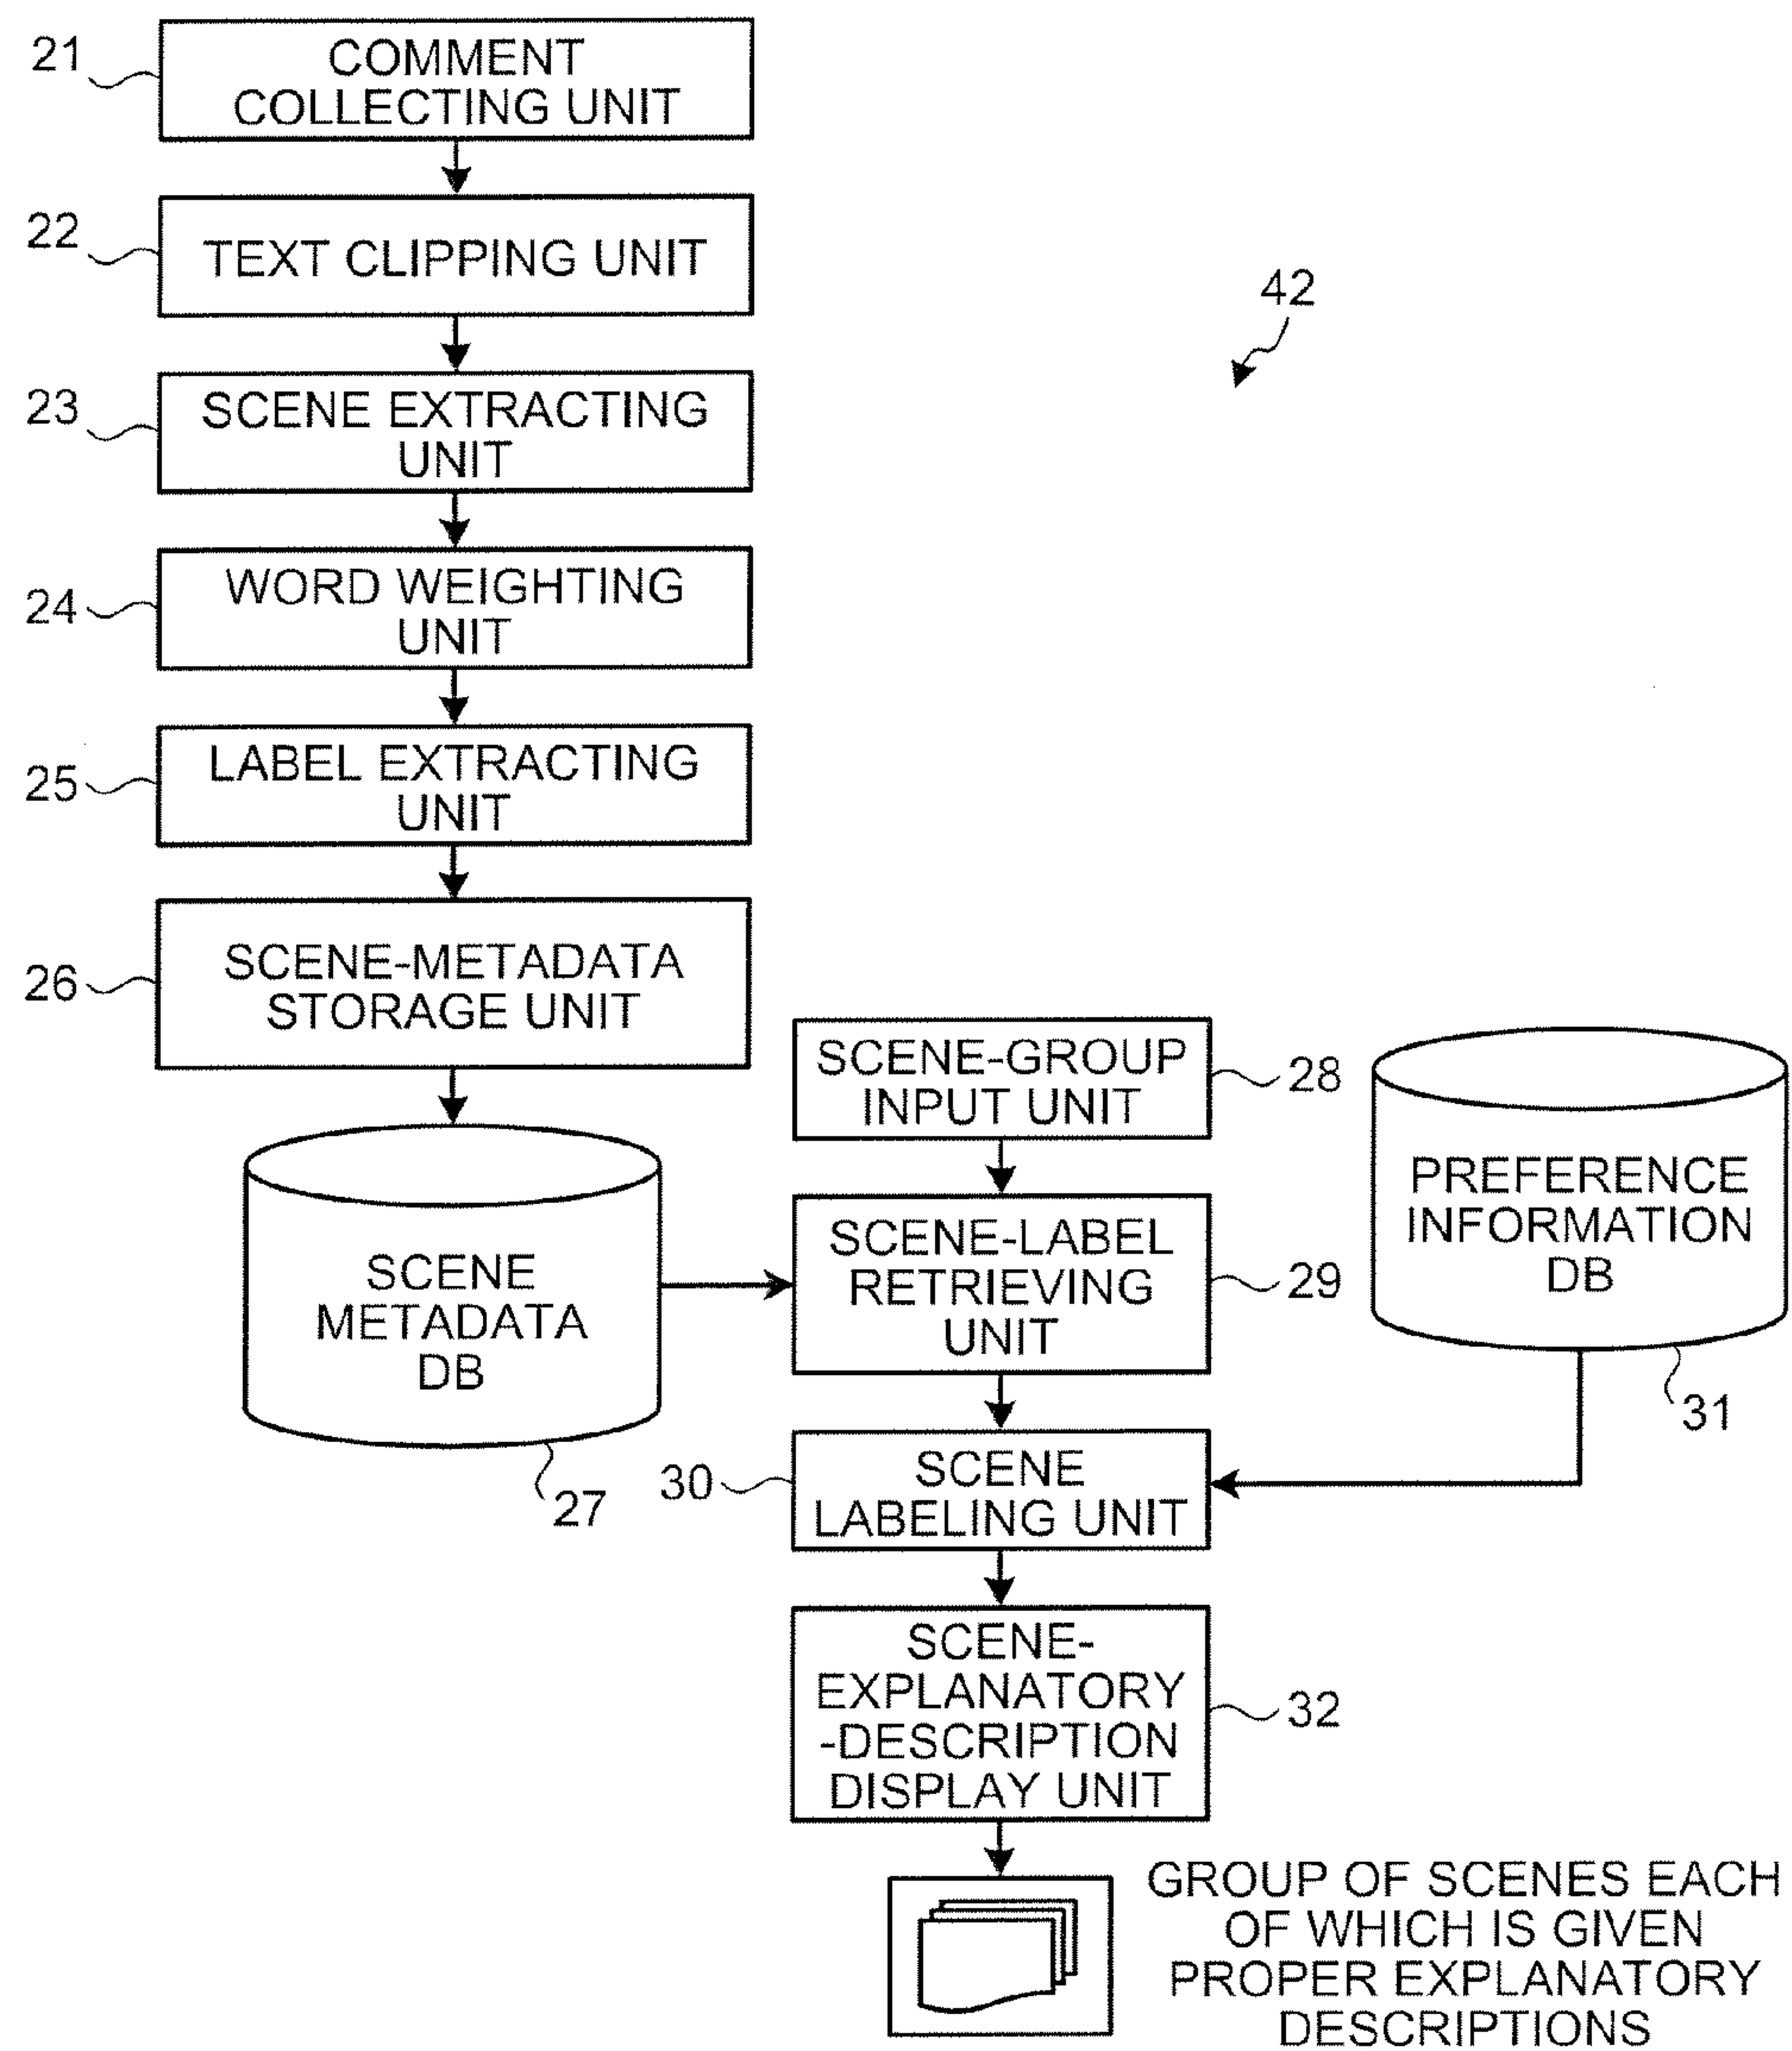 21
COMMENT
COLLECTING UNIT
22
TEXT CLIPPING UNIT
42
23
SCENE EXTRACTING
UNIT
24
WORD WEIGHTING
UNIT
25
LABEL EXTRACTING
UNIT
26
SCENE-METADATA
STORAGE UNIT
SCENE-GROUP
INPUT UNIT
28
PREFERENCE
INFORMATION
DB
31
SCENE
METADATA
DB
27
SCENE-LABEL
RETRIEVING
UNIT
29
30
SCENE
LABELING UNIT
SCENE-
EXPLANATORY
-DESCRIPTION
DISPLAY UNIT
32
GROUP OF SCENES EACH
OF WHICH IS GIVEN
PROPER EXPLANATORY
DESCRIPTIONS